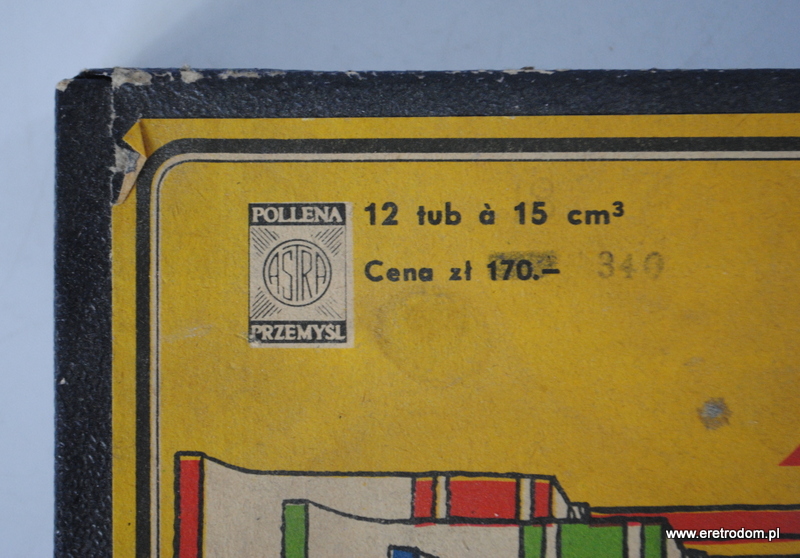 POLLENA
ASTRA
PRZEMYŚL
12 tub à 15 cm³
Cena zł 170.– 340
www.eretrodom.pl